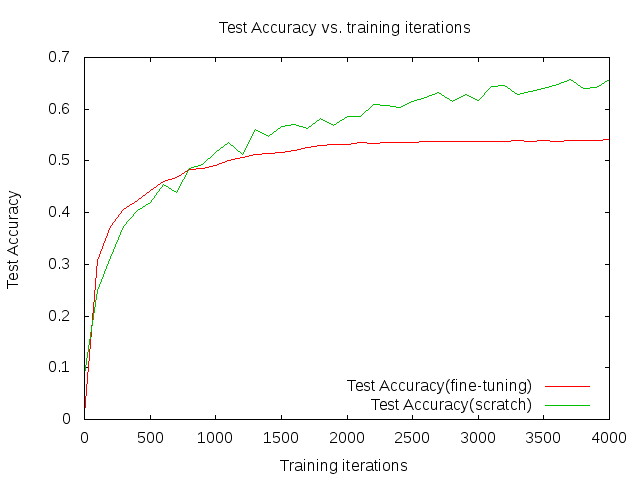 Test Accuracy vs. training iterations
0.7
0.6
0.5
0.4
0.3
0.2
0.1
0
Test Accuracy
Test Accuracy(fine-tuning)
Test Accuracy(scratch)
0 500 1000 1500 2000 2500 3000 3500 4000
Training iterations